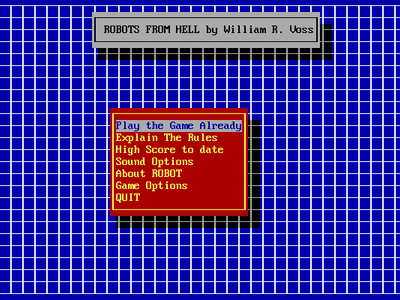 ROBOTS FROM HELL by William R. Voss
Play the Game Already
Explain The Rules
High Score to date
Sound Options
About ROBOT
Game Options
QUIT